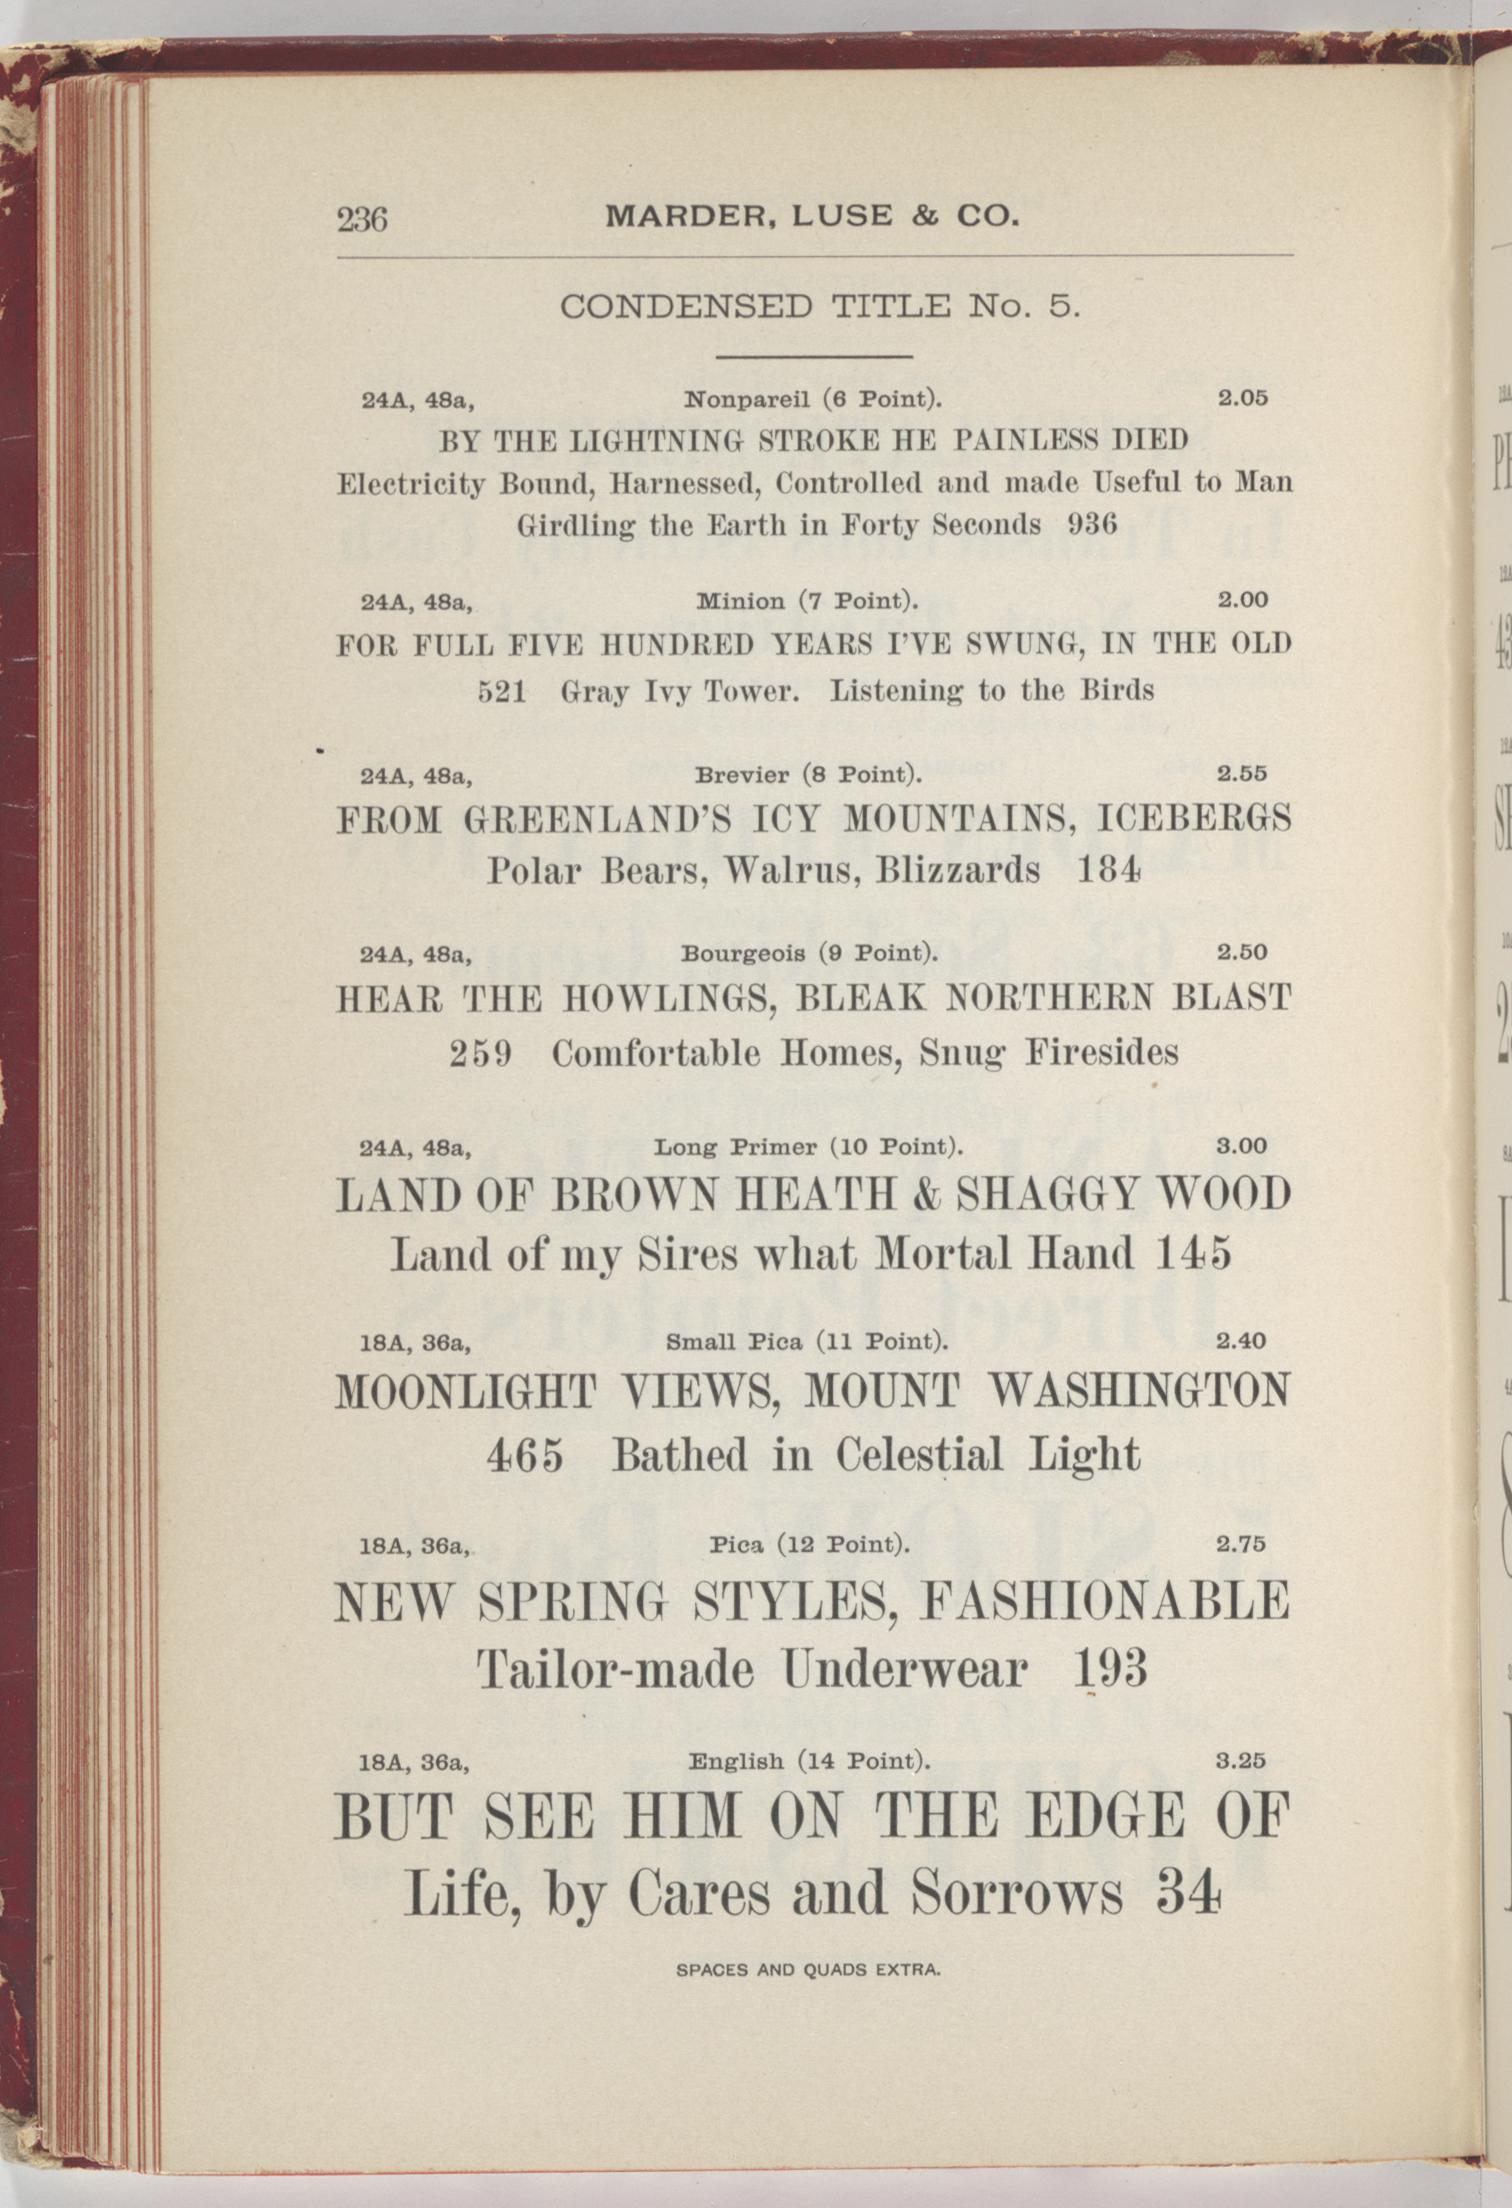 236 MARDER, LUSE & CO.
CONDENSED TITLE No. 5.
24A, 48a, Nonpareil (6 Point). 2.05
BY THE LIGHTNING STROKE HE PAINLESS DIED
Electricity Bound, Harnessed, Controlled and made Useful to Man
Girdling the Earth in Forty Seconds 936
24A, 48a, Minion (7 Point). 2.00
FOR FULL FIVE HUNDRED YEARS I'VE SWUNG, IN THE OLD
521 Gray Ivy Tower. Listening to the Birds
24A, 48a, Brevier (8 Point). 2.55
FROM GREENLAND'S ICY MOUNTAINS, ICEBERGS
Polar Bears, Walrus, Blizzards 184
24A, 48a, Bourgeois (9 Point). 2.50
HEAR THE HOWLINGS, BLEAK NORTHERN BLAST
259 Comfortable Homes, Snug Firesides
24A, 48a, Long Primer (10 Point). 3.00
LAND OF BROWN HEATH & SHAGGY WOOD
Land of my Sires what Mortal Hand 145
18A, 36a, Small Pica (11 Point). 2.40
MOONLIGHT VIEWS, MOUNT WASHINGTON
465 Bathed in Celestial Light
18A, 36a, Pica (12 Point). 2.75
NEW SPRING STYLES, FASHIONABLE
Tailor-made Underwear 193
18A, 36a, English (14 Point). 3.25
BUT SEE HIM ON THE EDGE OF
Life, by Cares and Sorrows 34
SPACES AND QUADS EXTRA.